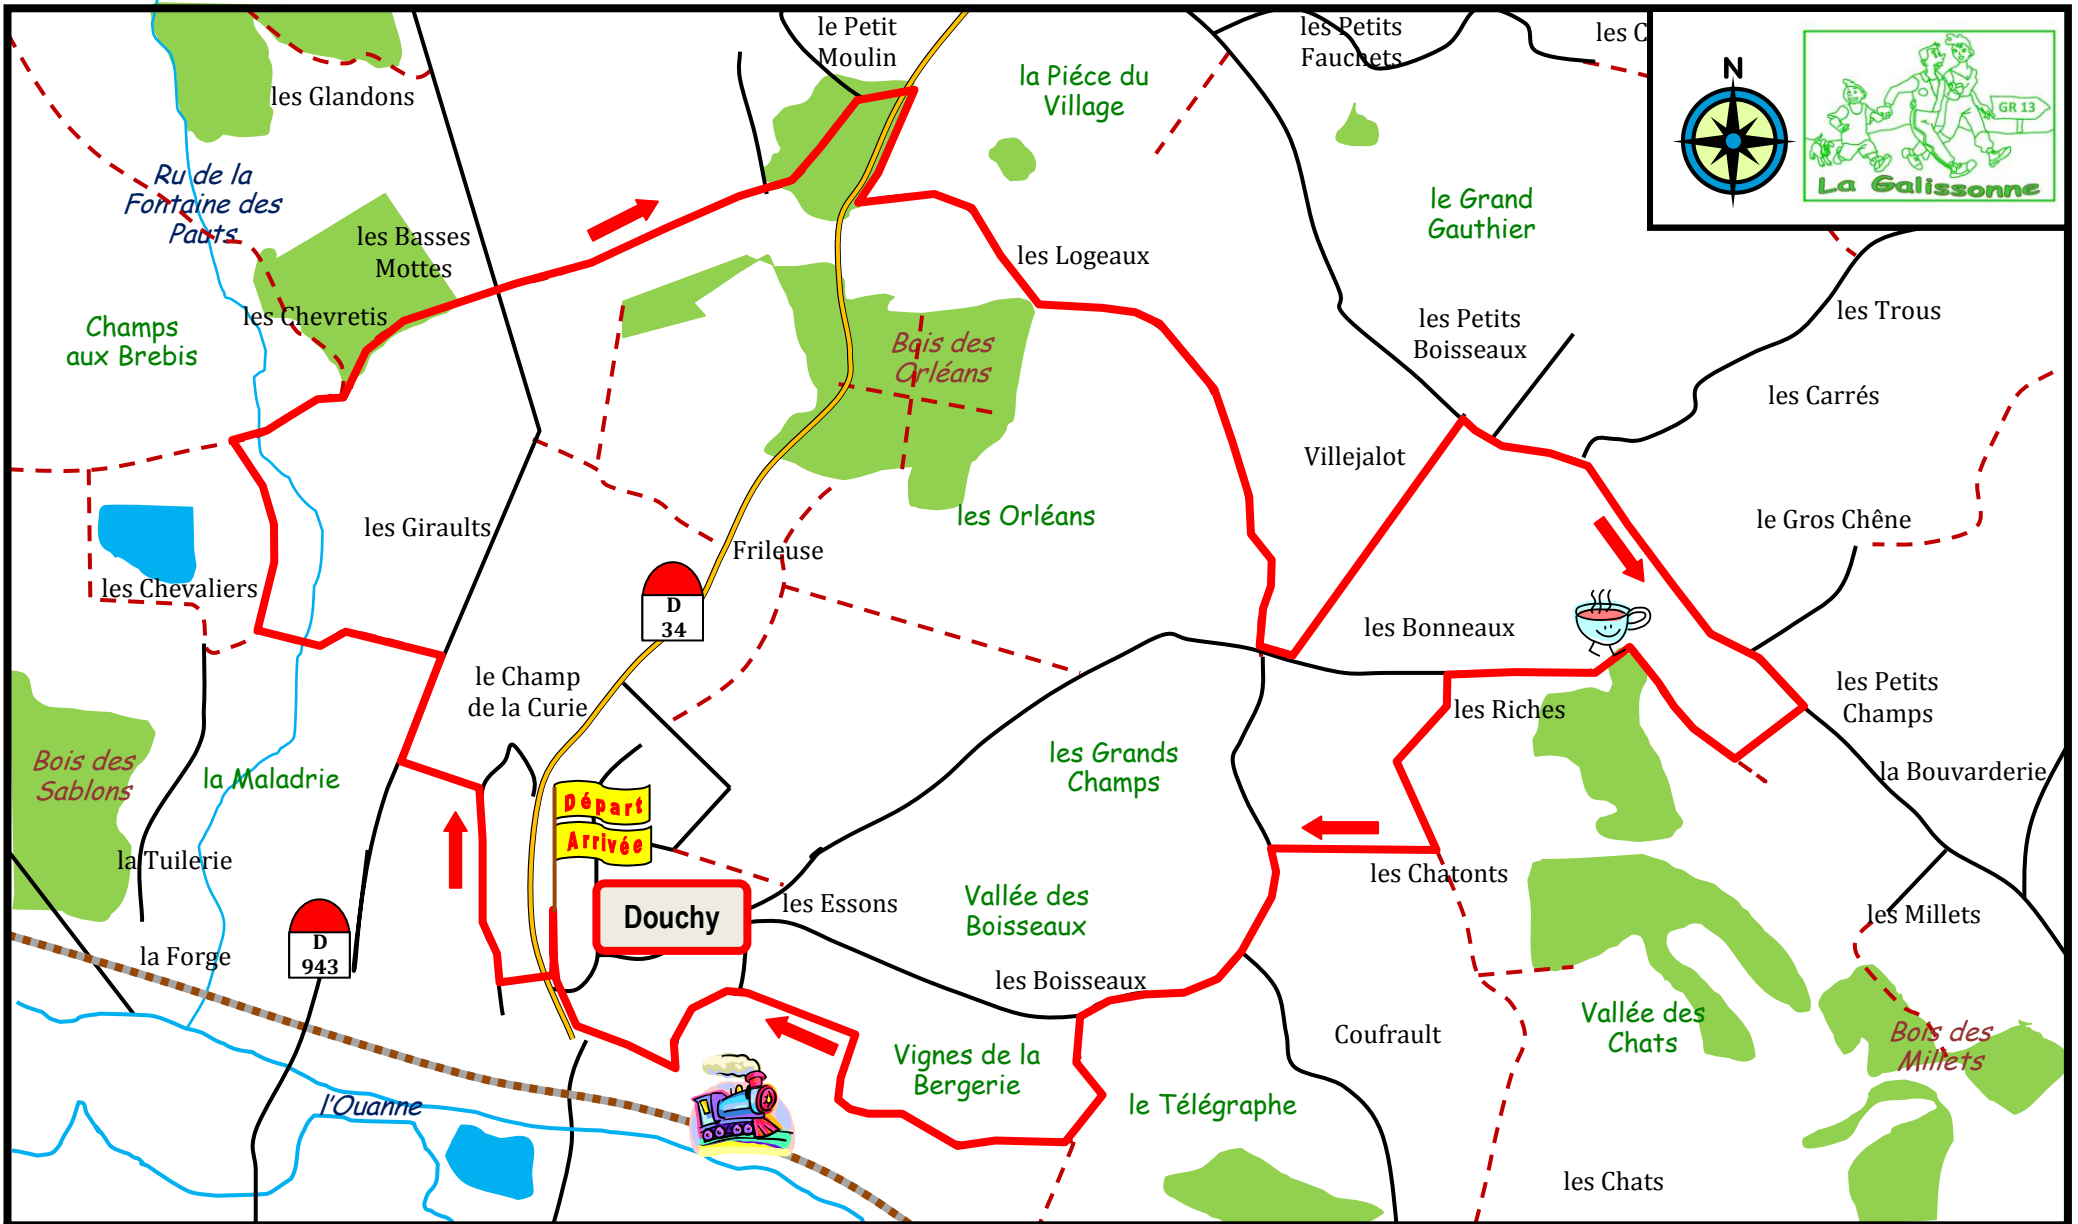 le Petit
Moulin
les Petits
Fauchets
les C
N
GR 13
La Galissonne
la Piéce du
Village
les Glandons
Ru de la
Fontaine des
Pauts
le Grand
Gauthier
les Basses
Mottes
les Logeaux
les Chevretis
Champs
aux Brebis
les Petits
Boisseaux
les Trous
Bois des
Orléans
les Carrés
Villejalot
les Giraults
les Orléans
le Gros Chêne
Frileuse
les Chevaliers
D
34
les Bonneaux
le Champ
de la Curie
les Petits
Champs
les Riches
Bois des
Sablons
la Maladrie
les Grands
Champs
la Bouvarderie
Départ
Arrivée
la Tuilerie
les Chatonts
les Essons
Douchy
Vallée des
Boisseaux
les Millets
la Forge
D
943
les Boisseaux
Vallée des
Chats
Coufrault
Bois des
Millets
Vignes de la
Bergerie
l'Ouanne
le Télégraphe
les Chats